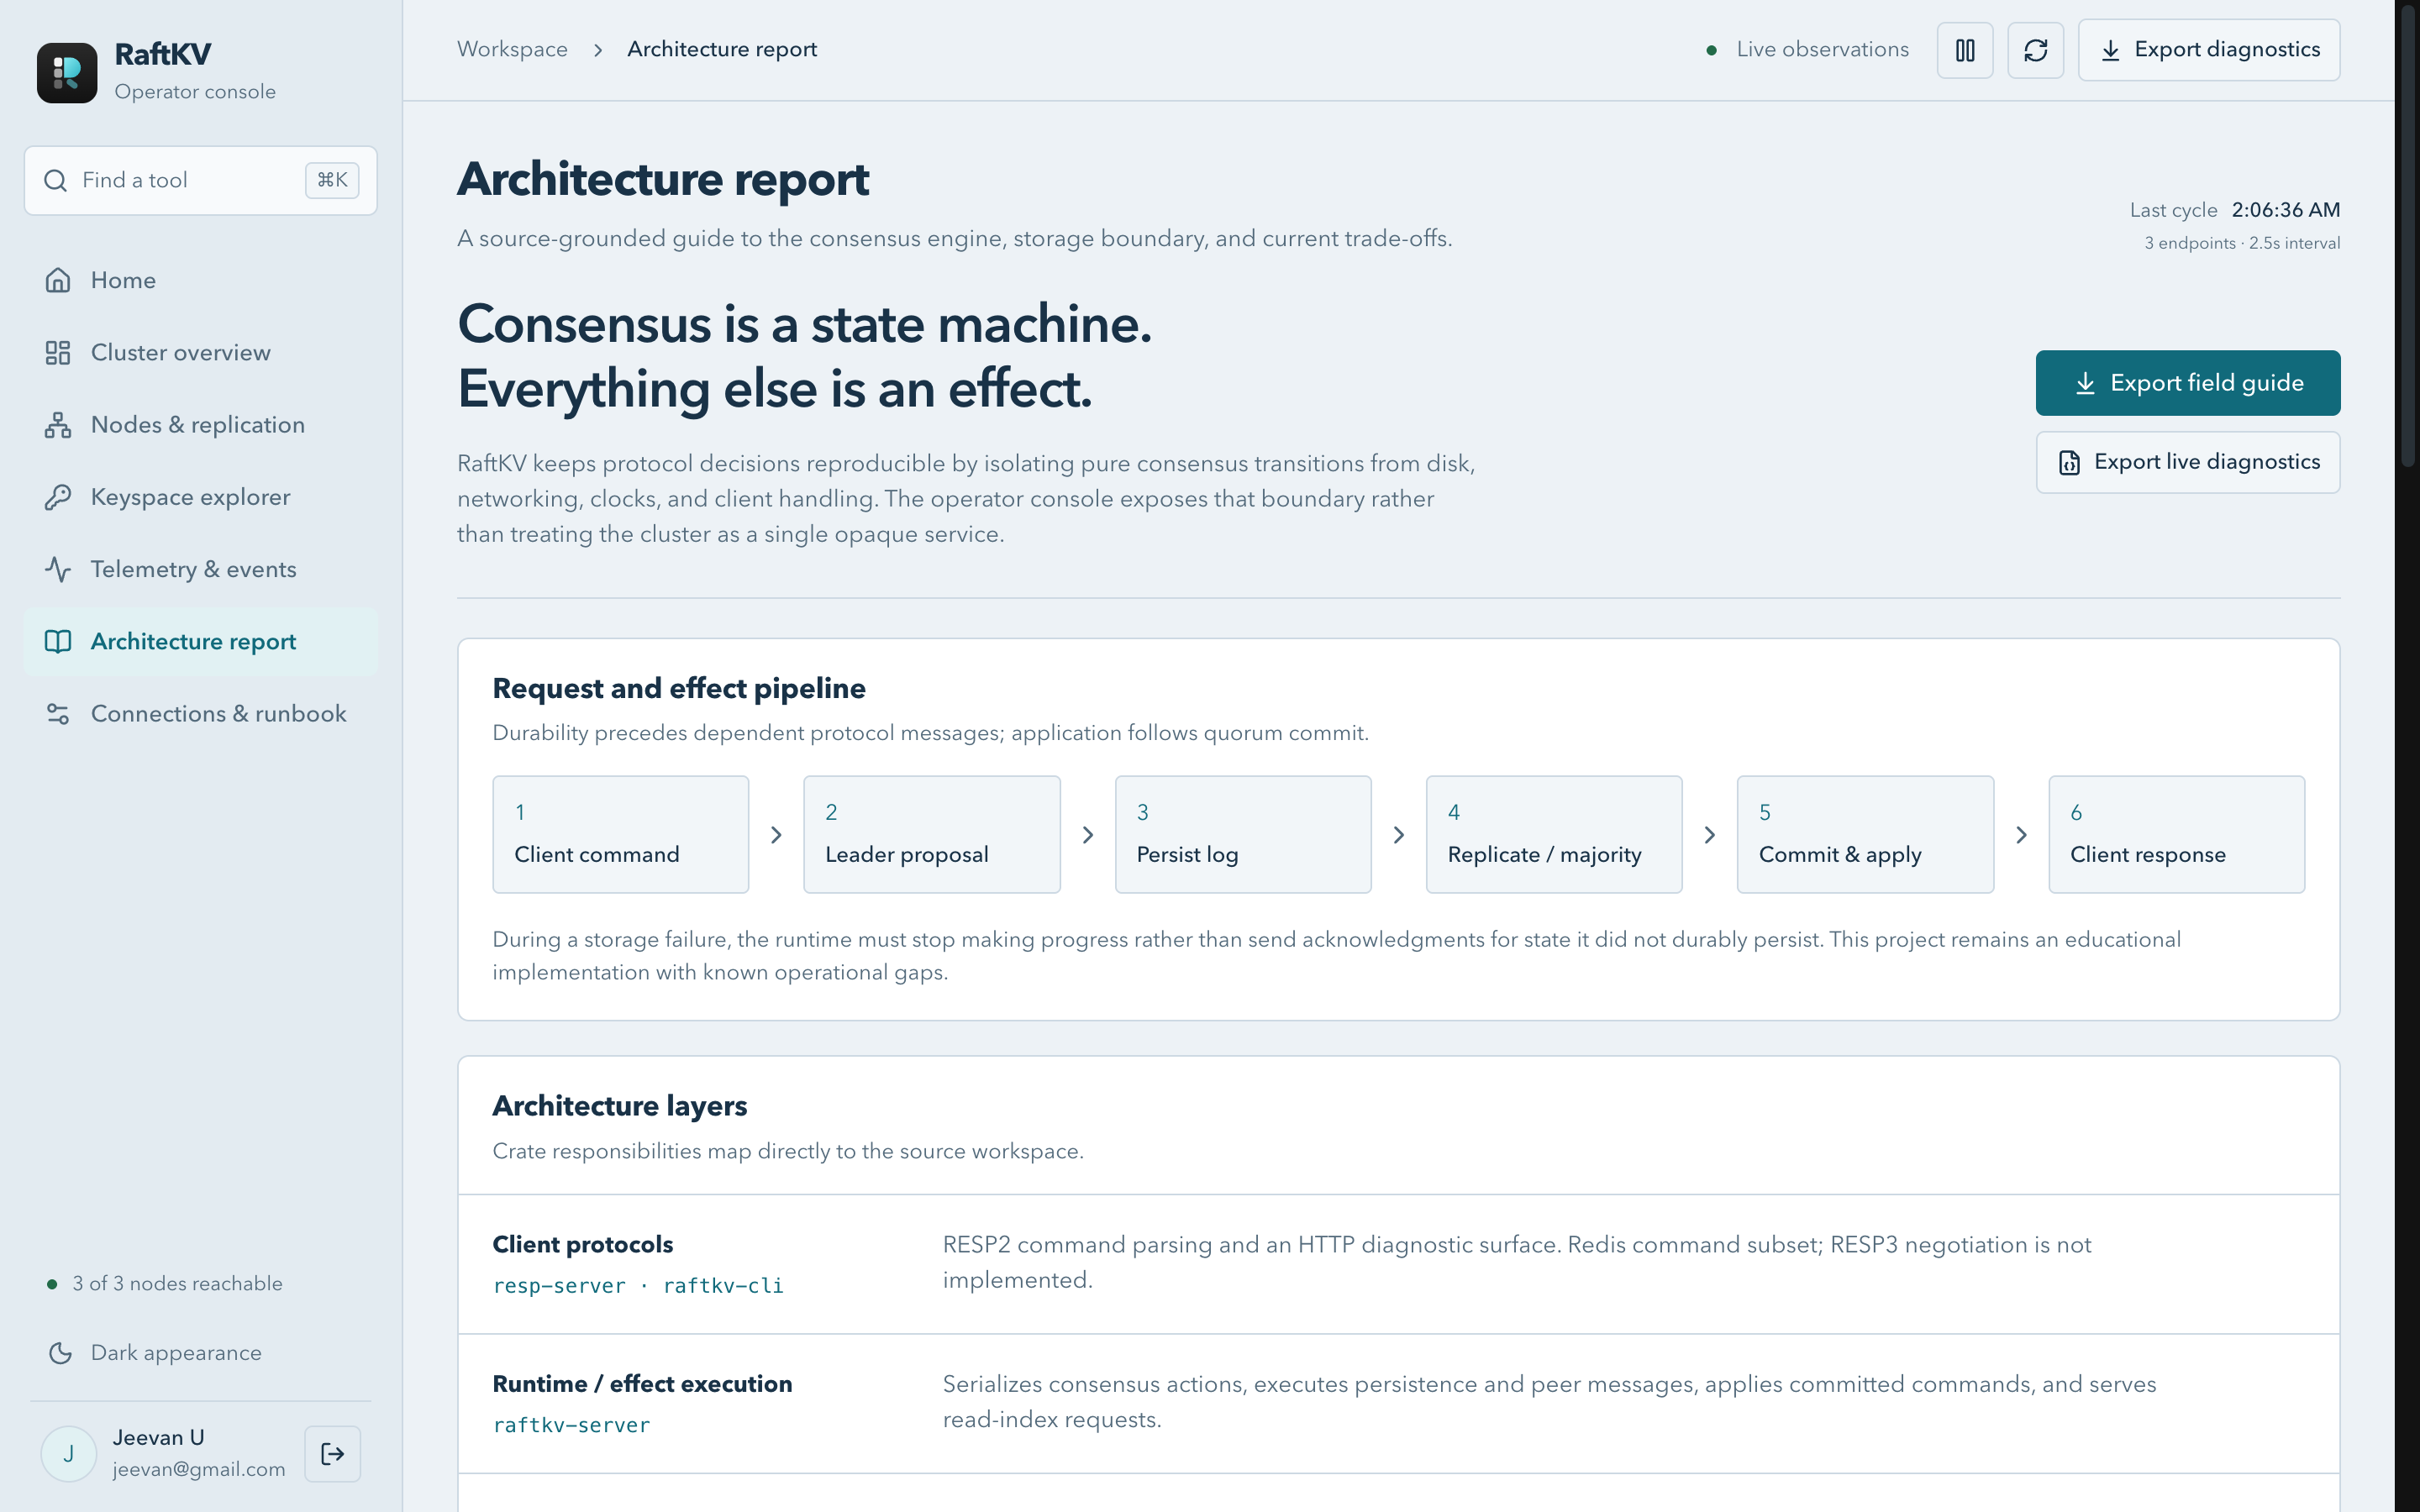 RaftKV
Operator console
Find a tool
⌘K
Home
Cluster overview
Nodes & replication
Keyspace explorer
Telemetry & events
Architecture report
Connections & runbook
3 of 3 nodes reachable
Dark appearance
J
Jeevan U
jeevan@gmail.com
Workspace
Architecture report
Live observations
Export diagnostics
Architecture report
A source-grounded guide to the consensus engine, storage boundary, and current trade-offs.
Last cycle 2:06:36 AM
3 endpoints · 2.5s interval
Consensus is a state machine.
Everything else is an effect.
RaftKV keeps protocol decisions reproducible by isolating pure consensus transitions from disk,
networking, clocks, and client handling. The operator console exposes that boundary rather
than treating the cluster as a single opaque service.
Export field guide
Export live diagnostics
Request and effect pipeline
Durability precedes dependent protocol messages; application follows quorum commit.
1
Client command
2
Leader proposal
3
Persist log
4
Replicate / majority
5
Commit & apply
6
Client response
During a storage failure, the runtime must stop making progress rather than send acknowledgments for state it did not durably persist. This project remains an educational
implementation with known operational gaps.
Architecture layers
Crate responsibilities map directly to the source workspace.
Client protocols
resp-server · raftkv-cli
RESP2 command parsing and an HTTP diagnostic surface. Redis command subset; RESP3 negotiation is not
implemented.
Runtime / effect execution
raftkv-server
Serializes consensus actions, executes persistence and peer messages, applies committed commands, and serves
read-index requests.